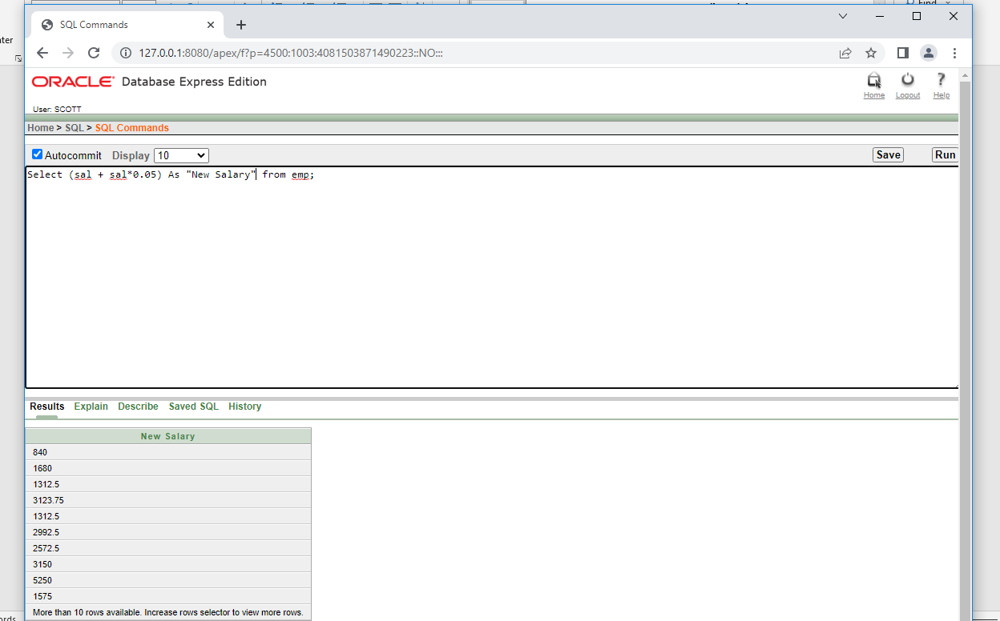 Find
ter
SQL Commands
127.0.0.1:8080/apex/f?p=4500:1003:4081503871490223::NO:::
ORACLE Database Express Edition
Home Logout Help
User: SCOTT
Home > SQL > SQL Commands
Autocommit Display 10 Save Run
Select (sal + sal*0.05) As "New Salary" from emp;
Results Explain Describe Saved SQL History
New Salary
840
1680
1312.5
3123.75
1312.5
2992.5
2572.5
3150
5250
1575
More than 10 rows available. Increase rows selector to view more rows.
ords